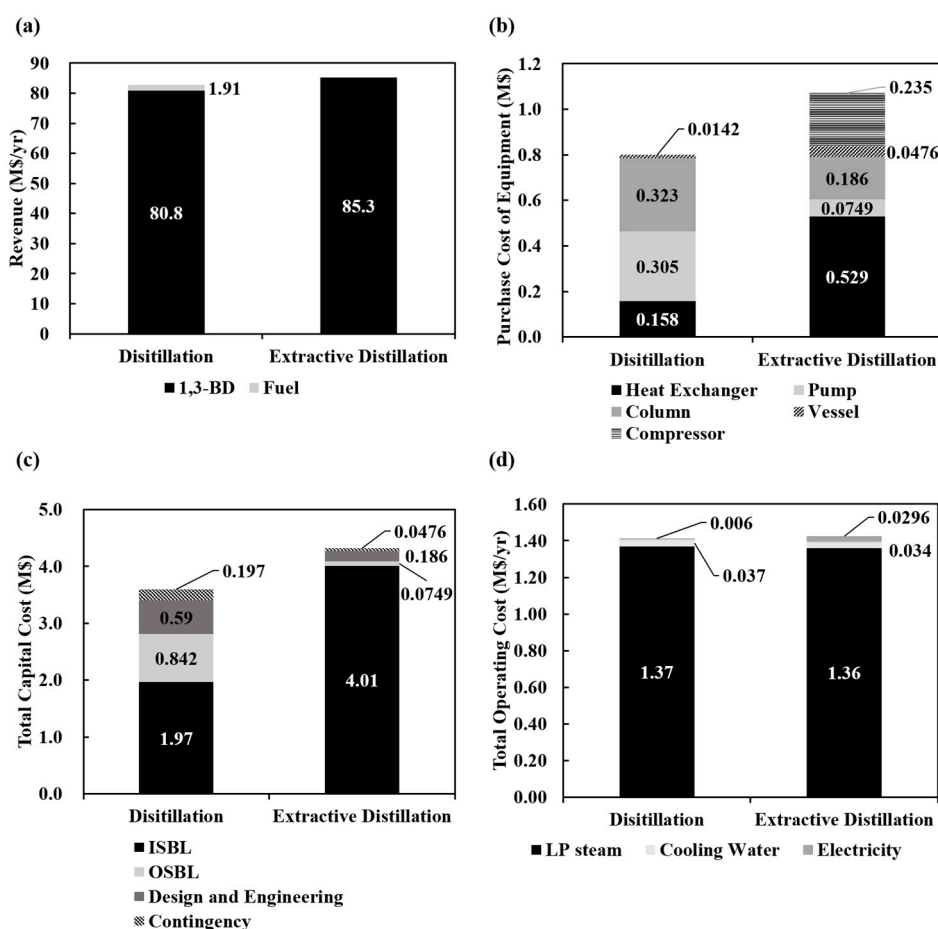 (a)
Revenue (M$/yr)
90
80
70
60
50
40
30
20
10
0
1.91
80.8
85.3
Disitillation Extractive Distillation
1,3-BD Fuel
(b)
Purchase Cost of Equipment (M$)
1.2
1.0
0.8
0.6
0.4
0.2
0.0
0.0142
0.323
0.305
0.158
0.235
0.0476
0.186
0.0749
0.529
Disitillation Extractive Distillation
Heat Exchanger Pump
Column Vessel
Compressor
(c)
Total Capital Cost (M$)
5.0
4.0
3.0
2.0
1.0
0.0
0.197
0.59
0.842
1.97
0.0476
0.186
0.0749
4.01
Disitillation Extractive Distillation
ISBL
OSBL
Design and Engineering
Contingency
(d)
Total Operating Cost (M$/yr)
1.60
1.40
1.20
1.00
0.80
0.60
0.40
0.20
0.00
0.006
0.037
1.37
0.0296
0.034
1.36
Disitillation Extractive Distillation
LP steam Cooling Water Electricity